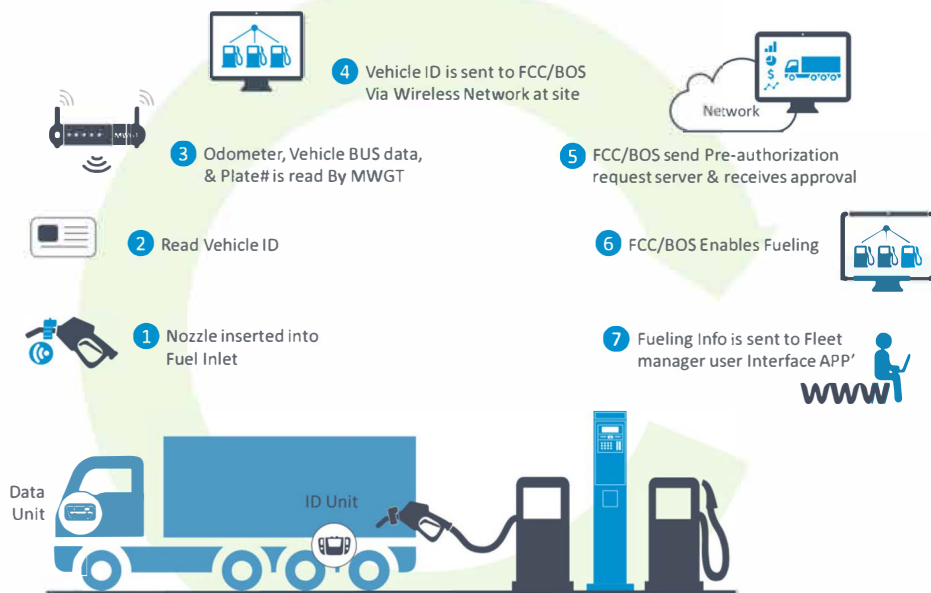 4 Vehicle ID is sent to FCC/BOS
Via Wireless Network at site
Network
MWGT
3 Odometer, Vehicle BUS data,
& Plate# is read By MWGT
5 FCC/BOS send Pre-authorization
request server & receives approval
2 Read Vehicle ID
6 FCC/BOS Enables Fueling
1 Nozzle inserted into
Fuel Inlet
7 Fueling Info is sent to Fleet
manager user Interface APP'
WWW
Data
Unit
ID Unit